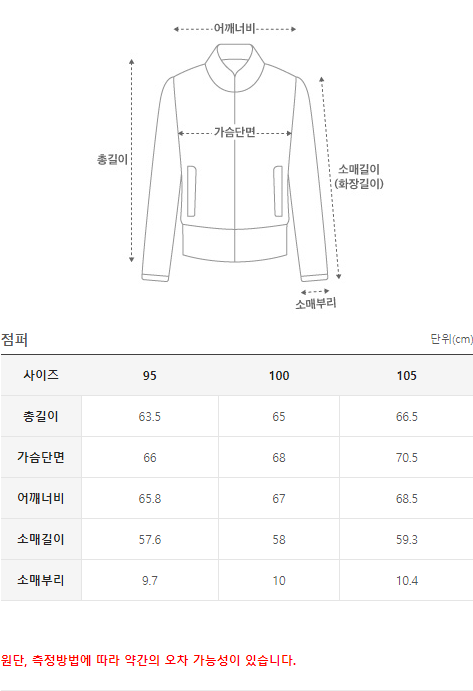 어깨너비
가슴단면
총길이
소매길이
(화장길이)
소매부리
점퍼 단위(cm)
사이즈 95 100 105
총길이 63.5 65 66.5
가슴단면 66 68 70.5
어깨너비 65.8 67 68.5
소매길이 57.6 58 59.3
소매부리 9.7 10 10.4
원단, 측정방법에 따라 약간의 오차 가능성이 있습니다.